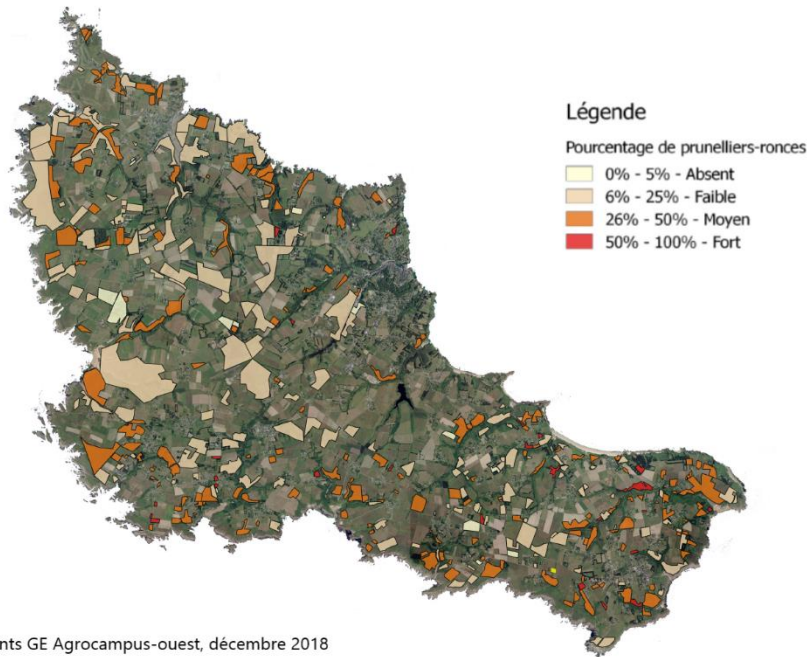 Légende
Pourcentage de prunelliers-ronces
0% - 5% - Absent
6% - 25% - Faible
26% - 50% - Moyen
50% - 100% - Fort
nts GE Agrocampus-ouest, décembre 2018